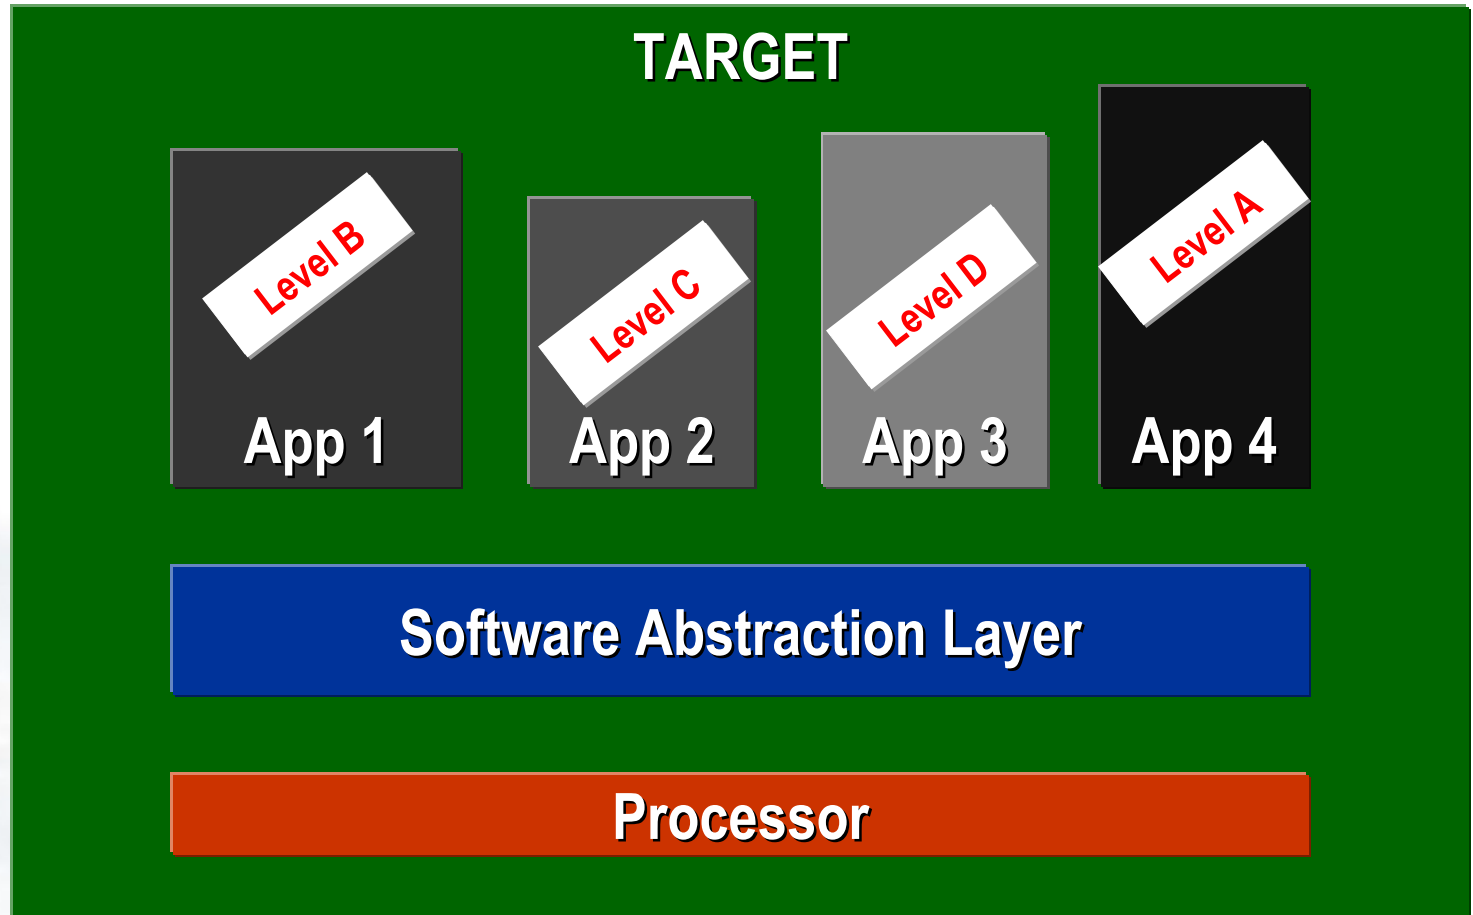 TARGET
Level B
Level C
Level D
Level A
App 1
App 2
App 3
App 4
Software Abstraction Layer
Processor